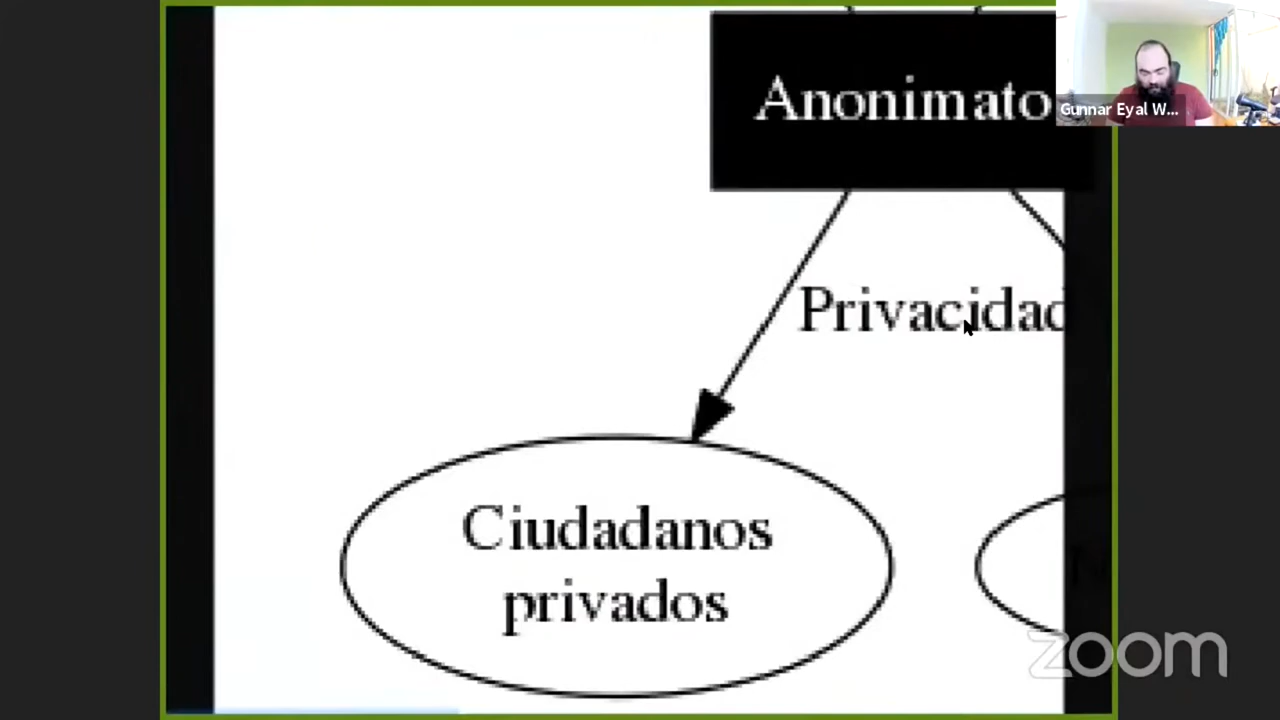 Anonimato
Gunnar Eyal W...
Privacidad
Ciudadanos
privados
zoom